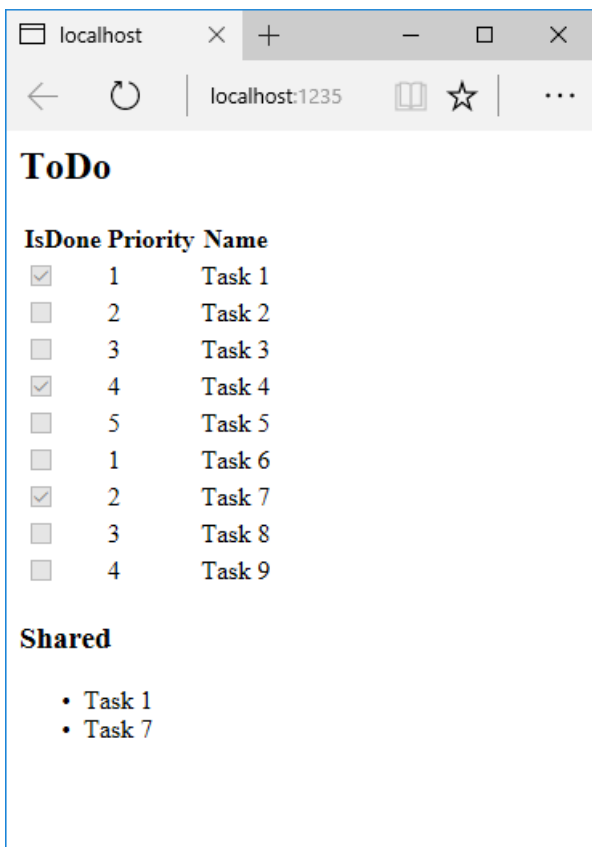 localhost
localhost:1235
ToDo
IsDone Priority Name
1 Task 1
2 Task 2
3 Task 3
4 Task 4
5 Task 5
1 Task 6
2 Task 7
3 Task 8
4 Task 9
Shared
• Task 1
• Task 7